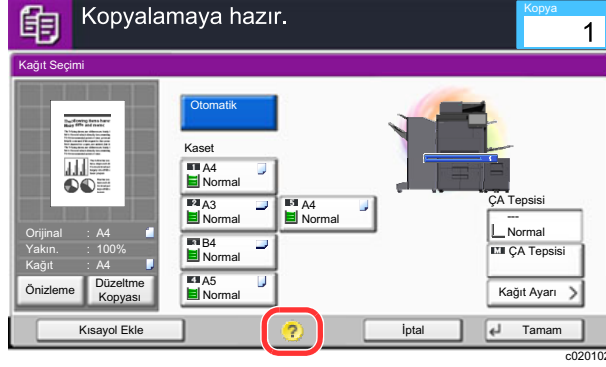 Kopyalamaya hazır.
Kopya
1
Kağıt Seçimi
Otomatik
Kaset
1 A4
Normal
2 A3
Normal
5 A4
Normal
3 B4
Normal
4 A5
Normal
ÇA Tepsisi
---
Normal
ÇA Tepsisi
Orijinal : A4
Yakın. : 100%
Kağıt : A4
Önizleme
Düzeltme
Kopyası
Kağıt Ayarı
Kısayol Ekle
?
İptal
Tamam
c020102